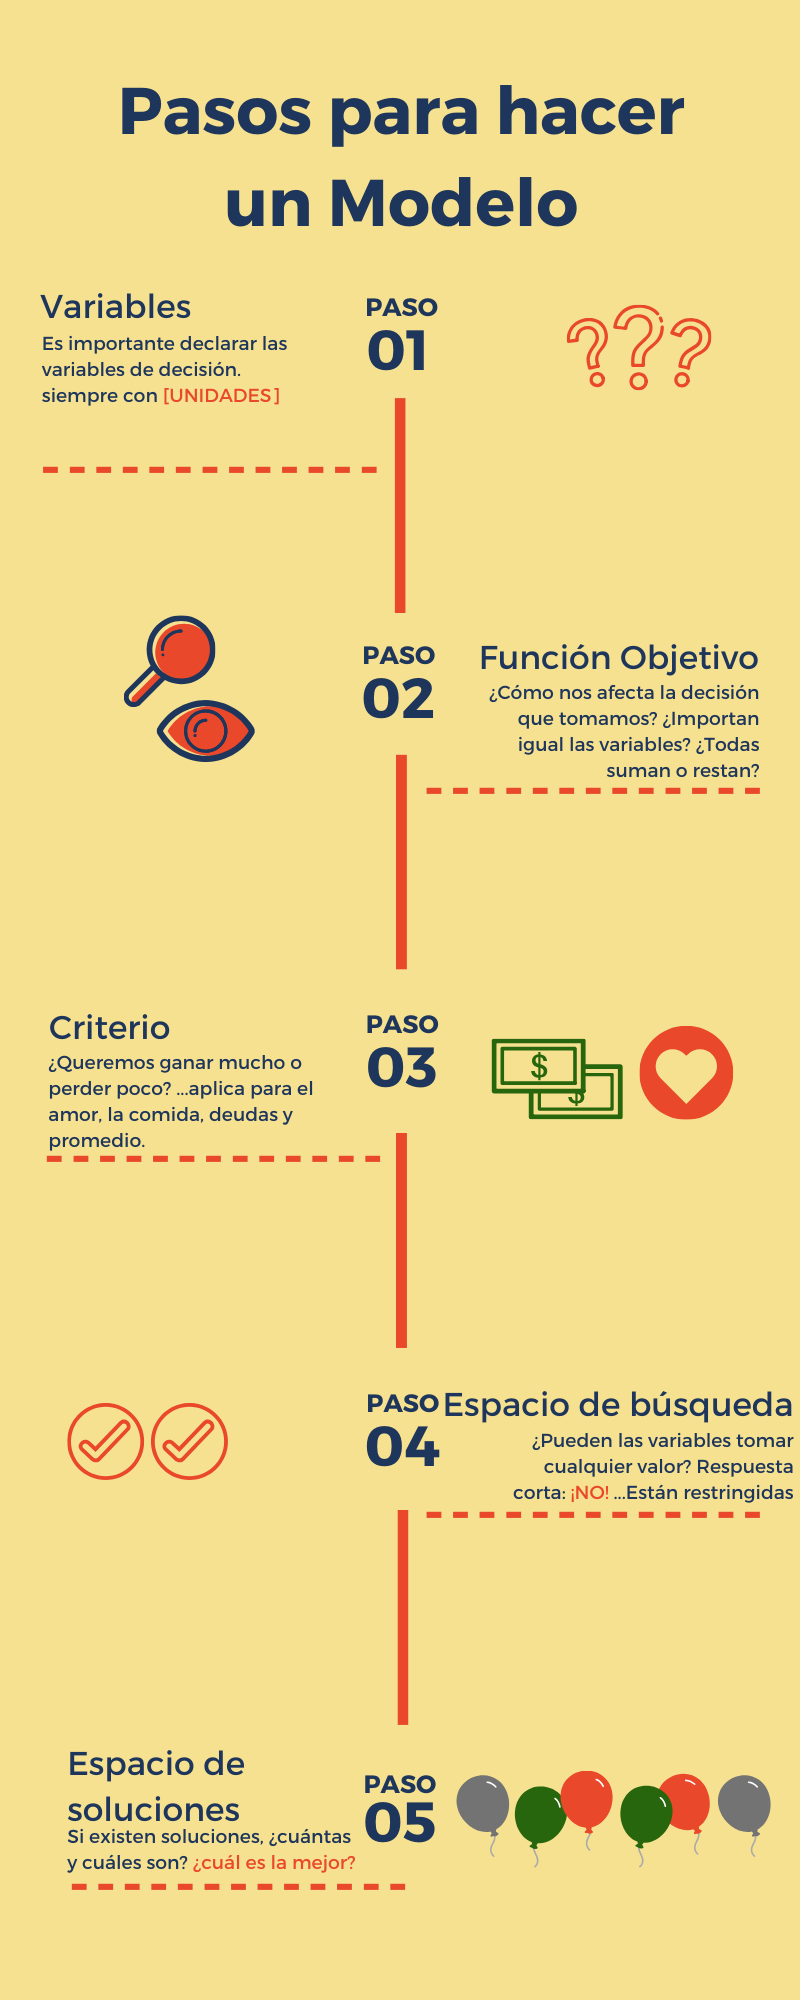 Pasos para hacer
un Modelo
Variables
Es importante declarar las
variables de decisión.
siempre con [UNIDADES]
PASO
01
PASO
02
Función Objetivo
¿Cómo nos afecta la decisión
que tomamos? ¿Importan
igual las variables? ¿Todas
suman o restan?
Criterio
¿Queremos ganar mucho o
perder poco? ...aplica para el
amor, la comida, deudas y
promedio.
PASO
03
$
$
PASO
04
Espacio de búsqueda
¿Pueden las variables tomar
cualquier valor? Respuesta
corta: ¡NO! ...Están restringidas
Espacio de
soluciones
Si existen soluciones, ¿cuántas
y cuáles son? ¿cuál es la mejor?
PASO
05